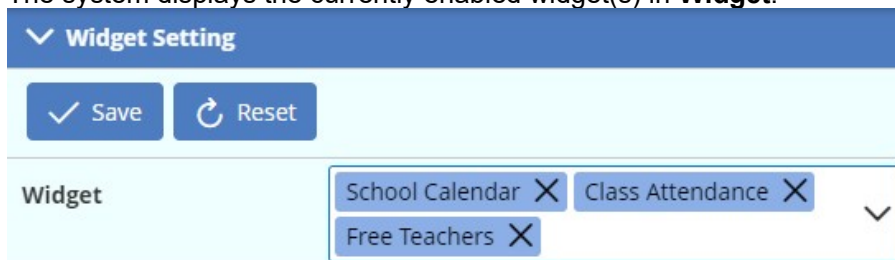 The system displays the currently enabled widget(s) in Widget.
Widget Setting
Save Reset
Widget
School Calendar Class Attendance
Free Teachers